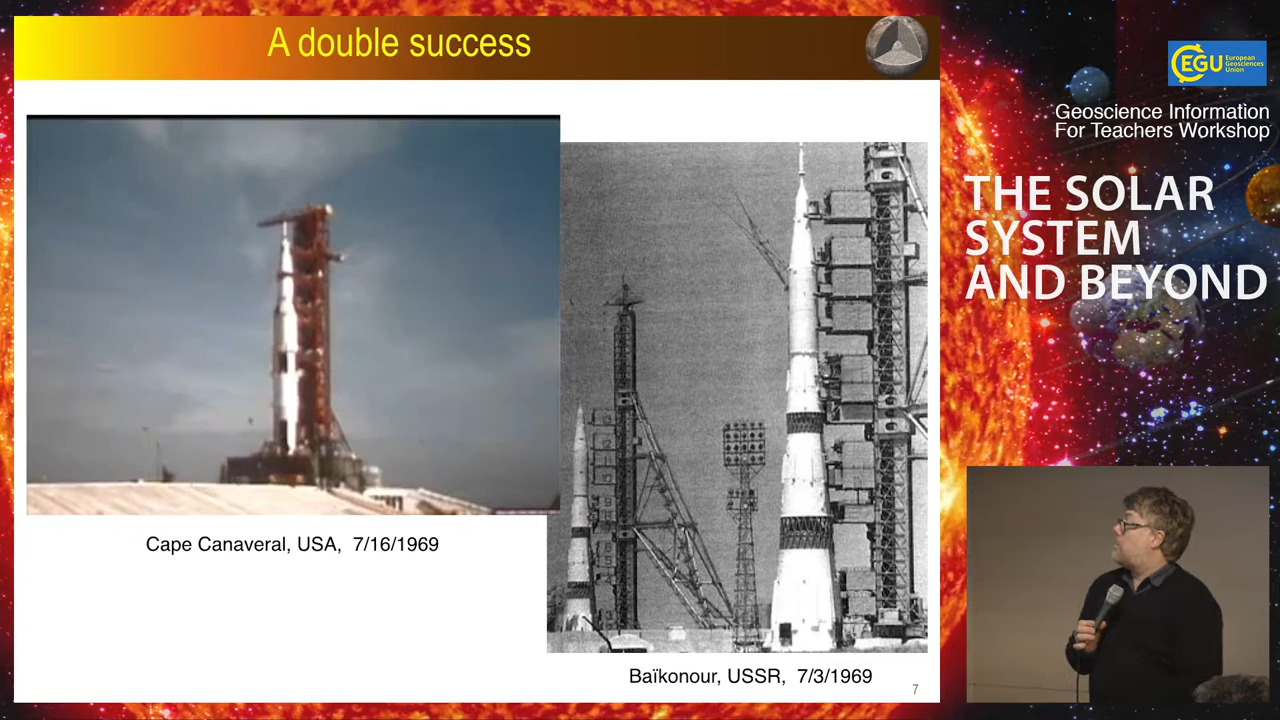 A double success
Cape Canaveral, USA, 7/16/1969
Baïkonour, USSR, 7/3/1969
7
EGU
European
Geosciences
Union
Geoscience Information
For Teachers Workshop
THE SOLAR
SYSTEM
AND BEYOND